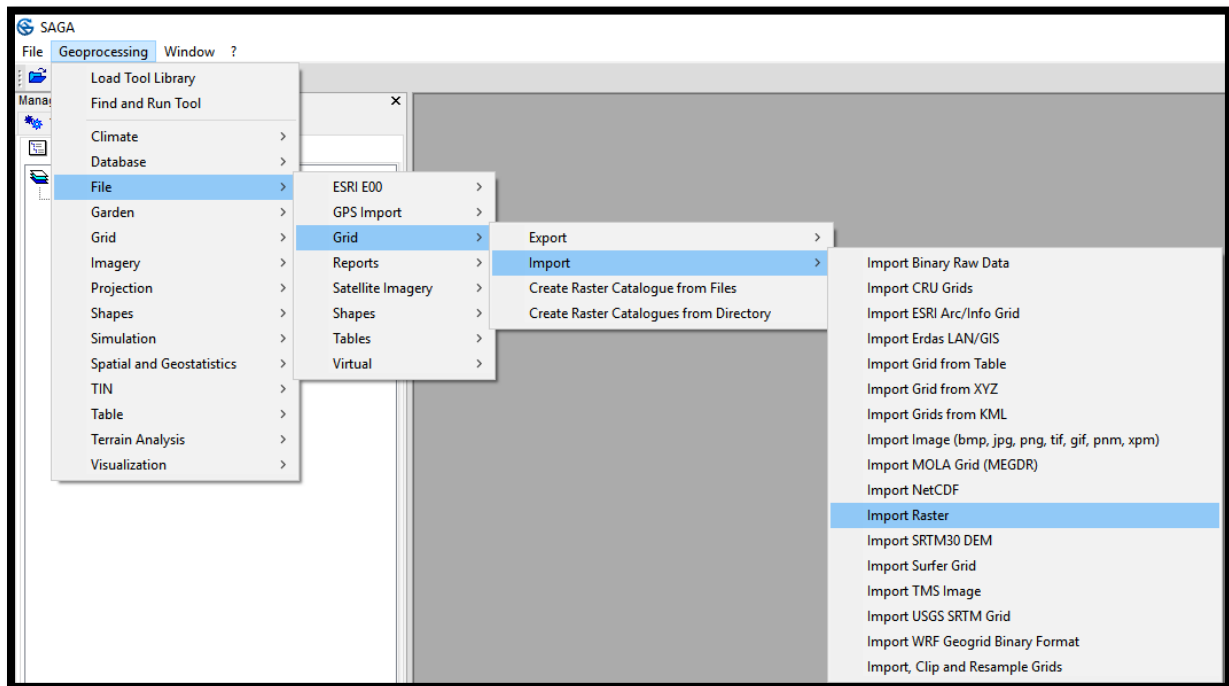 SAGA
File Geoprocessing Window ?
Load Tool Library
Find and Run Tool
Climate
Database
File
Garden
Grid
Imagery
Projection
Shapes
Simulation
Spatial and Geostatistics
TIN
Table
Terrain Analysis
Visualization
ESRI E00
GPS Import
Grid
Reports
Satellite Imagery
Shapes
Tables
Virtual
Export
Import
Create Raster Catalogue from Files
Create Raster Catalogues from Directory
Import Binary Raw Data
Import CRU Grids
Import ESRI Arc/Info Grid
Import Erdas LAN/GIS
Import Grid from Table
Import Grid from XYZ
Import Grids from KML
Import Image (bmp, jpg, png, tif, gif, pnm, xpm)
Import MOLA Grid (MEGDR)
Import NetCDF
Import Raster
Import SRTM30 DEM
Import Surfer Grid
Import TMS Image
Import USGS SRTM Grid
Import WRF Geogrid Binary Format
Import, Clip and Resample Grids